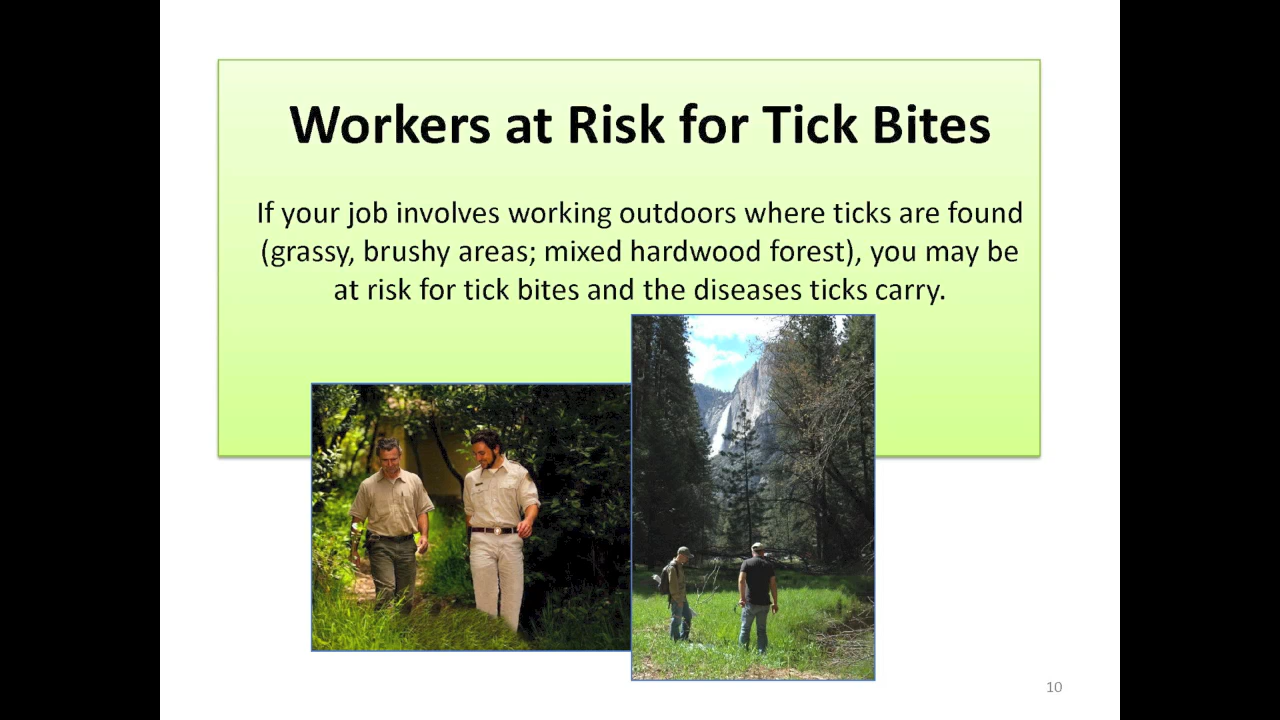 Workers at Risk for Tick Bites
If your job involves working outdoors where ticks are found
(grassy, brushy areas; mixed hardwood forest), you may be
at risk for tick bites and the diseases ticks carry.
10